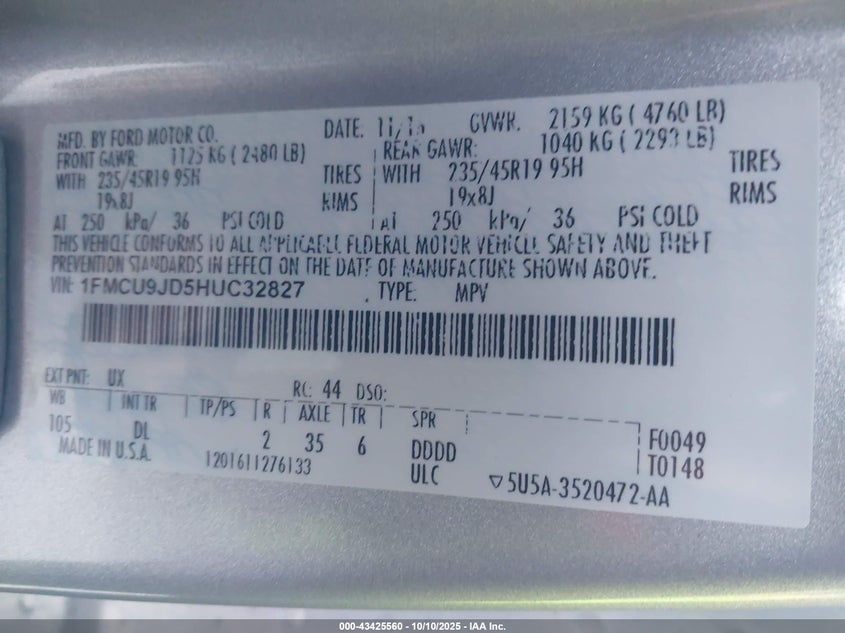 MFD. BY FORD MOTOR CO. DATE: 11/16 GVWR. 2159 KG ( 4760 LB)
FRONT GAWR: 1125 KG ( 2480 LB) REAR GAWR: 1040 KG ( 2293 LB)
WITH 235/45R19 95H TIRES WITH 235/45R19 95H TIRES
19x8J RIMS 19x8J RIMS
AT 250 kPa/ 36 PSI COLD AT 250 kPa/ 36 PSI COLD
THIS VEHICLE CONFORMS TO ALL APPLICABLE FEDERAL MOTOR VEHICLE SAFETY AND THEFT
PREVENTION STANDARDS IN EFFECT ON THE DATE OF MANUFACTURE SHOWN ABOVE.
VIN: 1FMCU9JD5HUC32827 TYPE: MPV
EXT PNT: UX RC: 44 DSO:
WB INT TR TP/PS R AXLE TR SPR
105 DL 2 35 6 DDDD F0049
MADE IN U.S.A. 1201611276133 ULC T0148
▽5U5A-3520472-AA
000-43425560 - 10/10/2025 - IAA Inc.